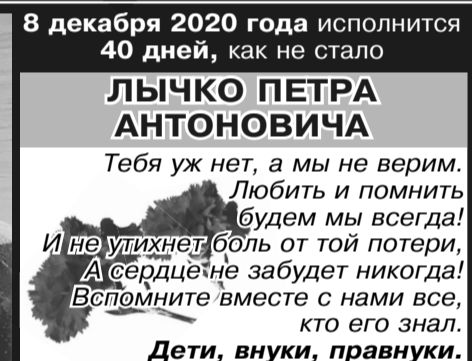 8 декабря 2020 года исполнится
40 дней, как не стало
ЛЫЧКО ПЕТРА
АНТОНОВИЧА
Тебя уж нет, а мы не верим.
Любить и помнить
будем мы всегда!
И не утихнет боль от той потери,
А сердце не забудет никогда!
Вспомните вместе с нами все,
кто его знал.
Дети, внуки, правнуки.